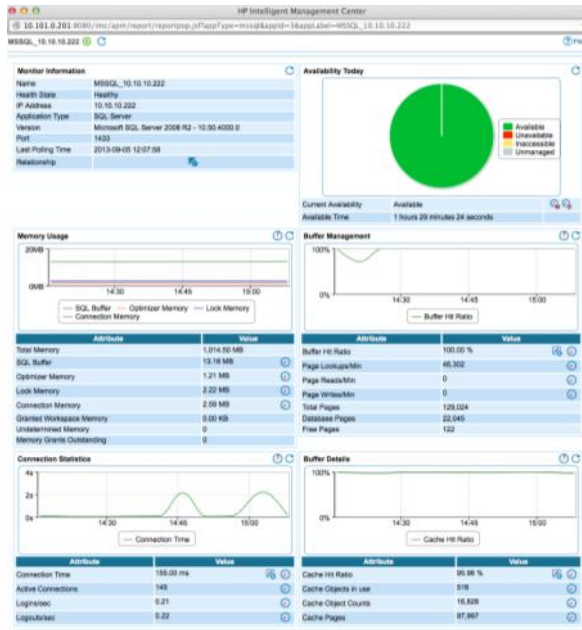 HP Intelligent Management Center
10.101.0.201:8080/imc/apm/report/reportpop.jsf?appType=mssql&appId=3&appLabel=MSSQL_10.10.10.222
MSSQL_10.10.10.222
Monitor Information
Name MSSQL_10.10.10.222
Health State Healthy
IP Address 10.10.10.222
Application Type SQL Server
Version Microsoft SQL Server 2008 R2 - 10.50.4000.0
Port 1433
Last Polling Time 2013-09-05 12:07:58
Relationship
Availability Today
Available
Unavailable
Inaccessible
Unmanaged
Current Availability Available
Available Time 1 hours 20 minutes 24 seconds
Memory Usage
20MB
0MB
14:30 14:45 15:00
SQL Buffer Optimizer Memory Lock Memory
Connection Memory
Attribute Value
Total Memory 1,014.50 MB
SQL Buffer 13.16 MB
Optimizer Memory 1.21 MB
Lock Memory 2.22 MB
Connection Memory 2.59 MB
Granted Workspace Memory 0.00 KB
Undetermined Memory 0
Memory Grants Outstanding 0
Buffer Management
100%
0%
14:30 14:45 15:00
Buffer Hit Ratio
Attribute Value
Buffer Hit Ratio 100.00 %
Page Lookups/Min 46,302
Page Reads/Min 0
Page Writes/Min 0
Total Pages 129,024
Database Pages 22,045
Free Pages 122
Connection Statistics
4s
2s
0s
14:30 14:45 15:00
Connection Time
Attribute Value
Connection Time 155.00 ms
Active Connections 145
Logins/sec 0.21
Logouts/sec 0.22
Buffer Details
100%
0%
14:30 14:45 15:00
Cache Hit Ratio
Attribute Value
Cache Hit Ratio 95.96 %
Cache Objects in use 516
Cache Object Counts 16,828
Cache Pages 97,997